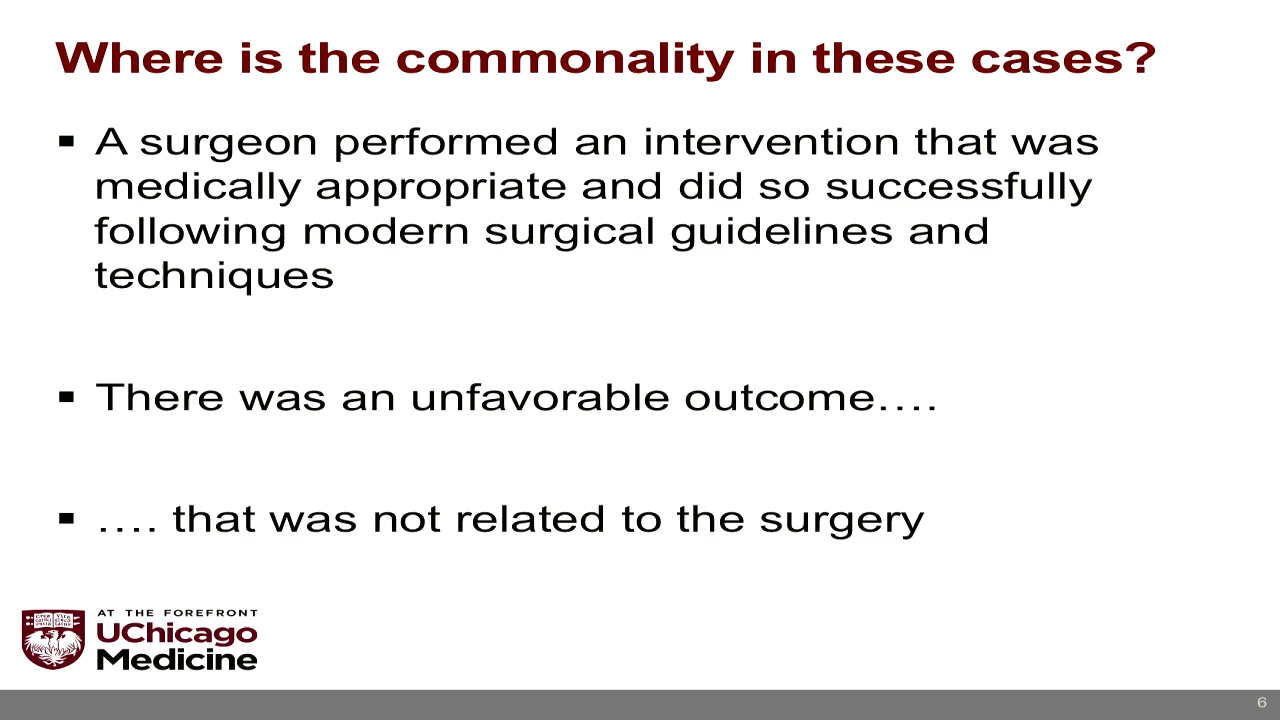 Where is the commonality in these cases?
▪ A surgeon performed an intervention that was
medically appropriate and did so successfully
following modern surgical guidelines and
techniques
▪ There was an unfavorable outcome….
▪ …. that was not related to the surgery
AT THE FOREFRONT
UChicago
Medicine
6